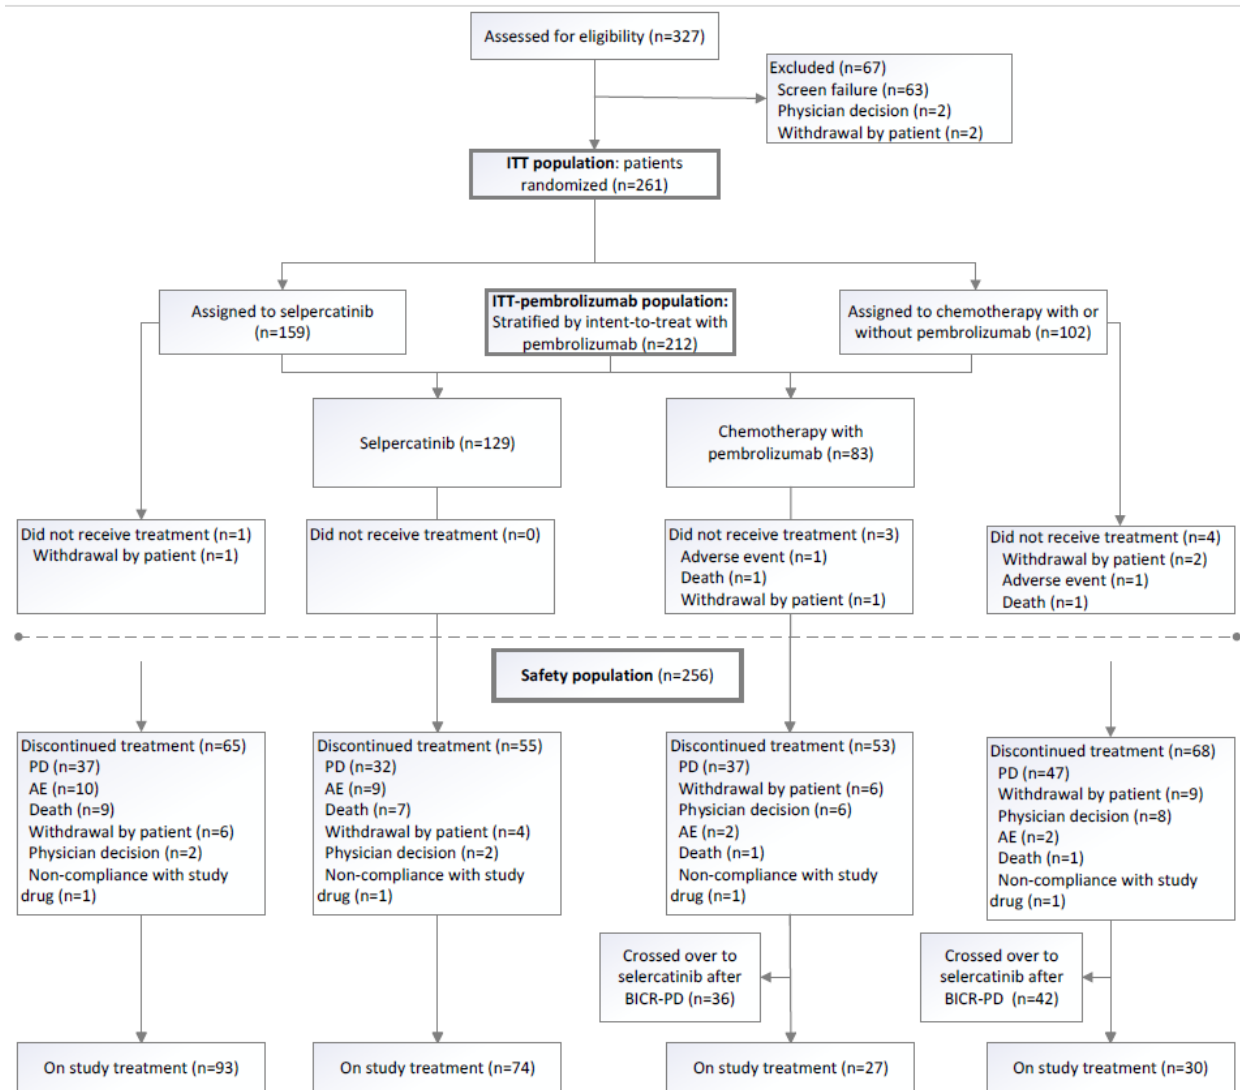 Assessed for eligibility (n=327)
Excluded (n=67)
Screen failure (n=63)
Physician decision (n=2)
Withdrawal by patient (n=2)
ITT population: patients
randomized (n=261)
Assigned to selpercatinib
(n=159)
ITT-pembrolizumab population:
Stratified by intent-to-treat with
pembrolizumab (n=212)
Assigned to chemotherapy with or
without pembrolizumab (n=102)
Selpercatinib (n=129)
Chemotherapy with
pembrolizumab (n=83)
Did not receive treatment (n=1)
Withdrawal by patient (n=1)
Did not receive treatment (n=0)
Did not receive treatment (n=3)
Adverse event (n=1)
Death (n=1)
Withdrawal by patient (n=1)
Did not receive treatment (n=4)
Withdrawal by patient (n=2)
Adverse event (n=1)
Death (n=1)
Safety population (n=256)
Discontinued treatment (n=65)
PD (n=37)
AE (n=10)
Death (n=9)
Withdrawal by patient (n=6)
Physician decision (n=2)
Non-compliance with study
drug (n=1)
Discontinued treatment (n=55)
PD (n=32)
AE (n=9)
Death (n=7)
Withdrawal by patient (n=4)
Physician decision (n=2)
Non-compliance with study
drug (n=1)
Discontinued treatment (n=53)
PD (n=37)
Withdrawal by patient (n=6)
Physician decision (n=6)
AE (n=2)
Death (n=1)
Non-compliance with study
drug (n=1)
Discontinued treatment (n=68)
PD (n=47)
Withdrawal by patient (n=9)
Physician decision (n=8)
AE (n=2)
Death (n=1)
Non-compliance with study
drug (n=1)
Crossed over to
selercatinib after
BICR-PD (n=36)
Crossed over to
selercatinib after
BICR-PD (n=42)
On study treatment (n=93)
On study treatment (n=74)
On study treatment (n=27)
On study treatment (n=30)